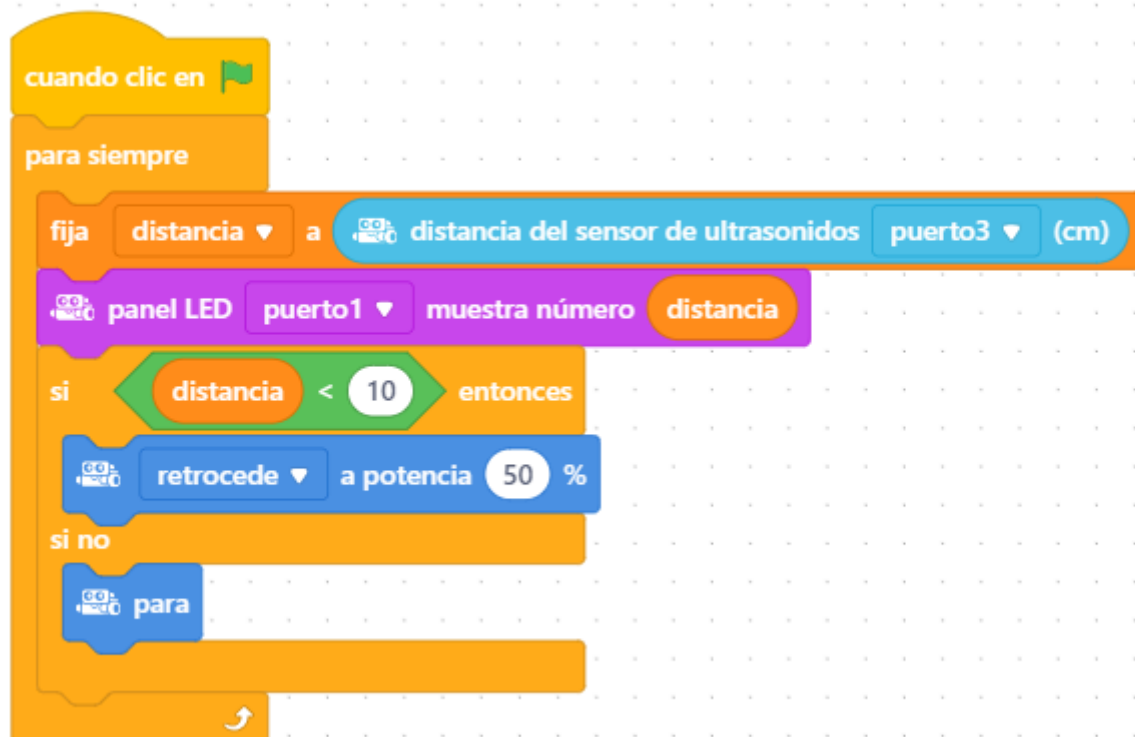 cuando clic en
para siempre
fija distancia a distancia del sensor de ultrasonidos puerto3 (cm)
panel LED puerto1 muestra número distancia
si distancia < 10 entonces
retrocede a potencia 50 %
si no
para